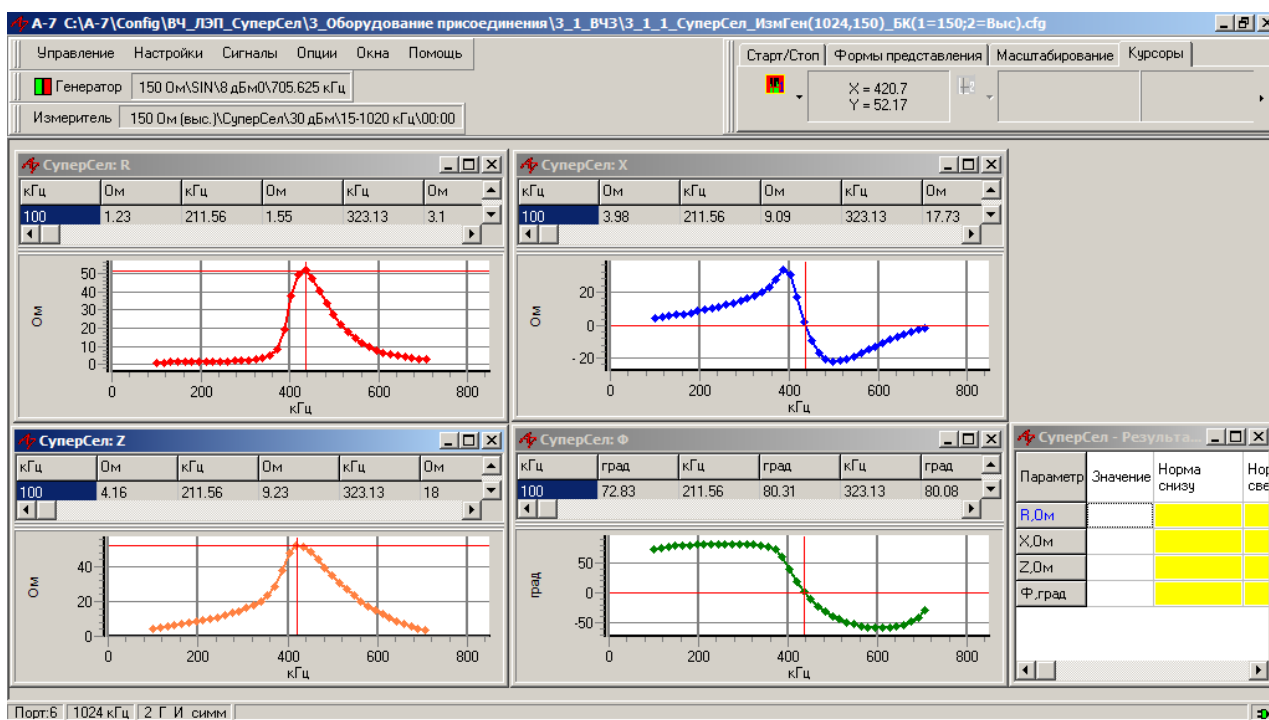 А-7 C:\А-7\Config\ВЧ_ЛЭП_СуперСел\3_Оборудование присоединения\3_1_ВЧЗ\3_1_1_СуперСел_ИзмГен(1024,150)_БК(1=150;2=Выс).cfg
Управление Настройки Сигналы Опции Окна Помощь
Генератор 150 Ом\SIN\8 дБм0\705.625 кГц
Измеритель 150 Ом (выс.)\СуперСел\30 дБм\15-1020 кГц\00:00
Старт/Стоп Формы представления Масштабирование Курсоры
X = 420.7
Y = 52.17
СуперСел: R
кГц Ом кГц Ом кГц Ом
100 1.23 211.56 1.55 323.13 3.1
50
40
30
20
10
0
Ом
0 200 400 600 800
кГц
СуперСел: X
кГц Ом кГц Ом кГц Ом
100 3.98 211.56 9.09 323.13 17.73
20
0
- 20
Ом
0 200 400 600 800
кГц
СуперСел: Z
кГц Ом кГц Ом кГц Ом
100 4.16 211.56 9.23 323.13 18
40
20
0
Ом
0 200 400 600 800
кГц
СуперСел: Ф
кГц град кГц град кГц град
100 72.83 211.56 80.31 323.13 80.08
50
0
-50
град
0 200 400 600 800
кГц
СуперСел - Результа...
Параметр Значение Норма снизу Нор све
R,Ом
X,Ом
Z,Ом
Ф,град
Порт:6 1024 кГц 2 Г И симм